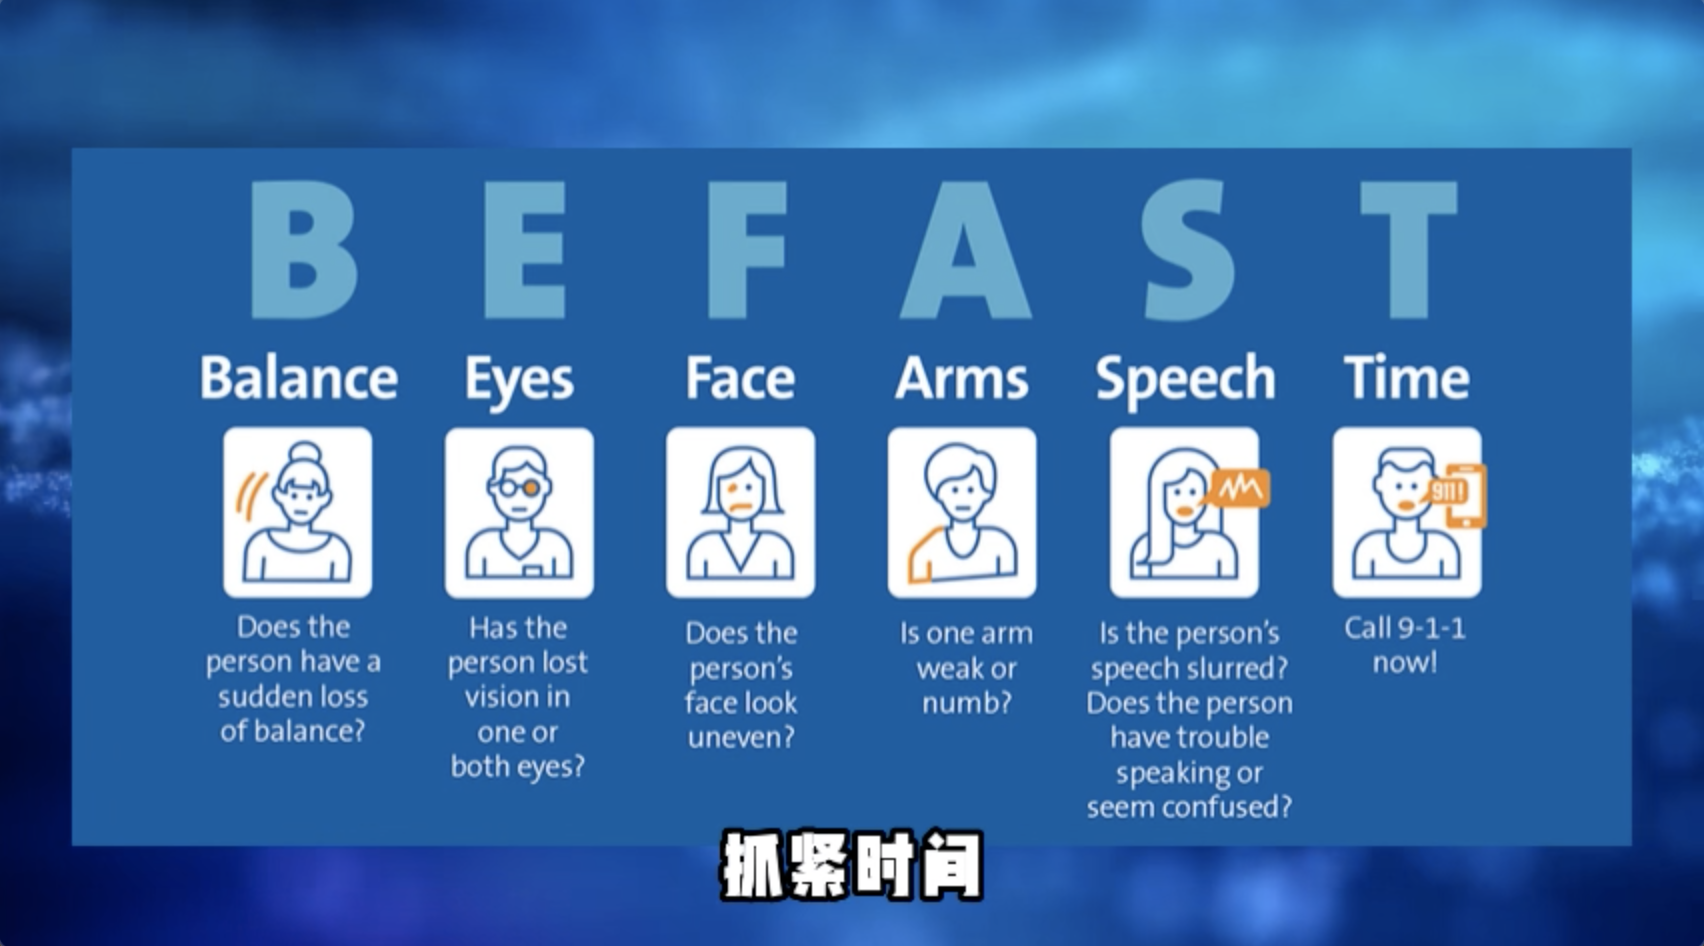 B E F A S T
Balance Eyes Face Arms Speech Time
911!
Does the
person have a
sudden loss
of balance?
Has the
person lost
vision in
one or
both eyes?
Does the
person's
face look
uneven?
Is one arm
weak or
numb?
Is the person's
speech slurred?
Does the person
have trouble
speaking or
seem confused?
Call 9-1-1
now!
抓紧时间